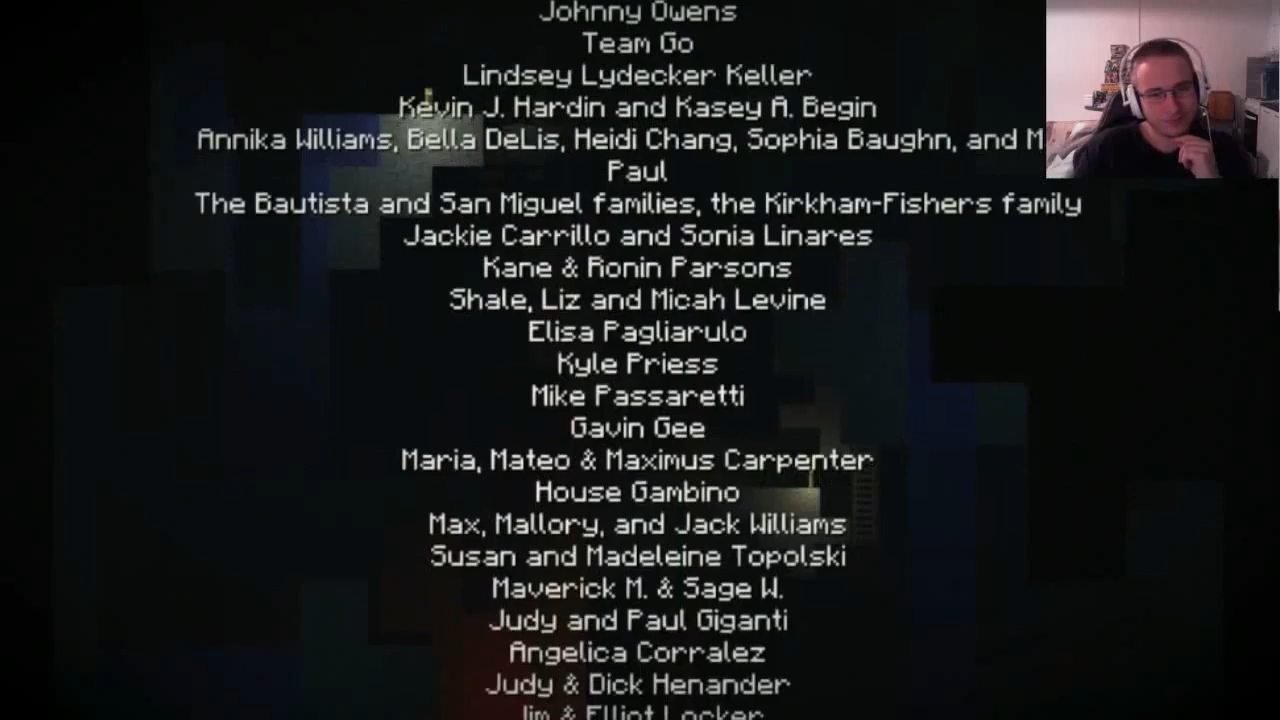 Johnny Owens
Team Go
Lindsey Lydecker Keller
Kevin J. Hardin and Kasey A. Begin
Annika Williams, Bella DeLis, Heidi Chang, Sophia Baughn, and
Paul
The Bautista and San Miguel families, the Kirkham-Fishers family
Jackie Carrillo and Sonia Linares
Kane & Ronin Parsons
Shale, Liz and Micah Levine
Elisa Pagliarulo
Kyle Priess
Mike Passaretti
Gavin Gee
Maria, Mateo & Maximus Carpenter
House Gambino
Max, Mallory, and Jack Williams
Susan and Madeleine Topolski
Maverick M. & Sage W.
Judy and Paul Giganti
Angelica Corralez
Judy & Dick Henander
Jim & Elliot Locker